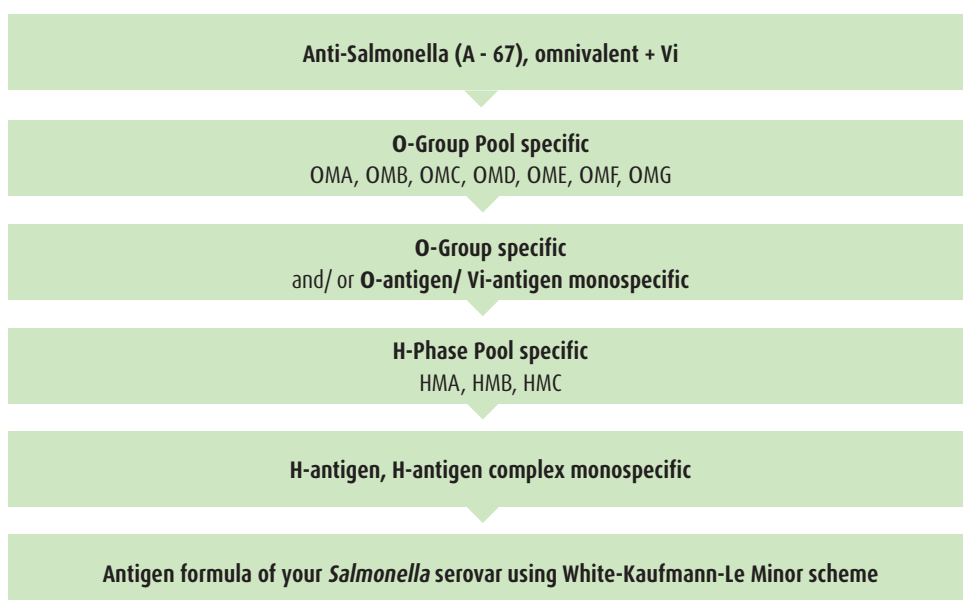 Anti-Salmonella (A - 67), omnivalent + Vi
O-Group Pool specific
OMA, OMB, OMC, OMD, OME, OMF, OMG
O-Group specific
and/ or O-antigen/ Vi-antigen monospecific
H-Phase Pool specific
HMA, HMB, HMC
H-antigen, H-antigen complex monospecific
Antigen formula of your Salmonella serovar using White-Kaufmann-Le Minor scheme